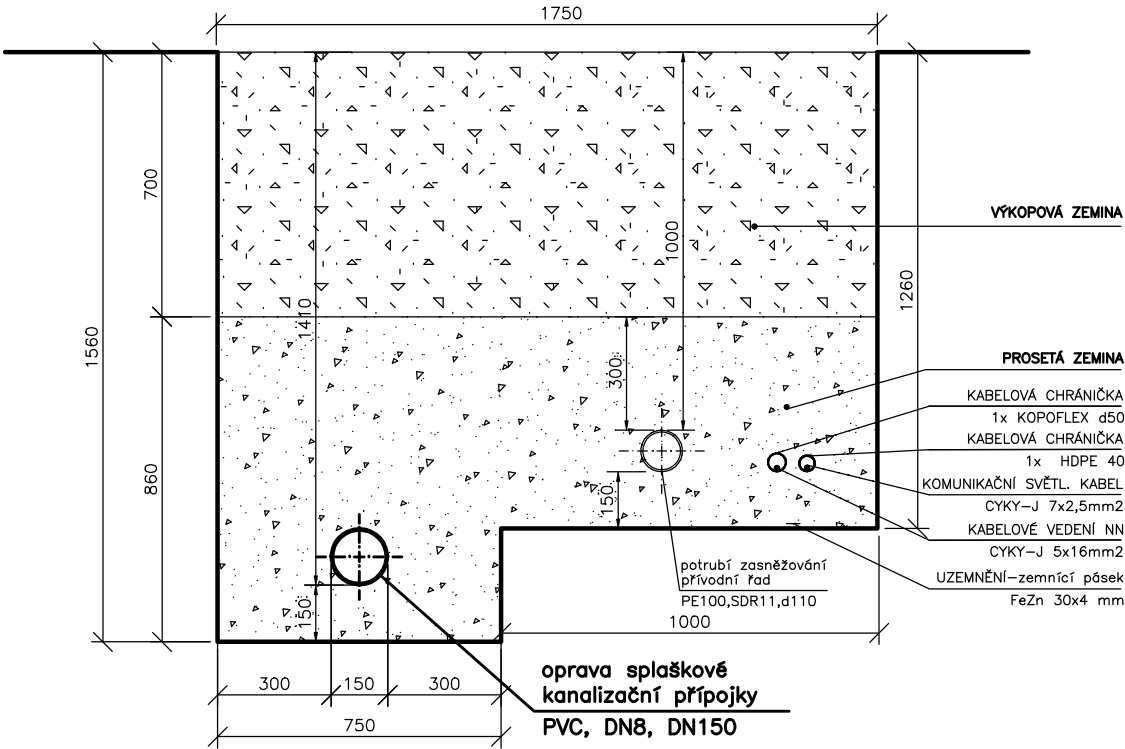 1750
700
1000
VÝKOPOVÁ ZEMINA
1260
1410
1560
PROSETÁ ZEMINA
300
KABELOVÁ CHRÁNIČKA
1x KOPOFLEX d50
KABELOVÁ CHRÁNIČKA
1x HDPE 40
KOMUNIKAČNÍ SVĚTL. KABEL
CYKY-J 7x2,5mm2
KABELOVÉ VEDENÍ NN
CYKY-J 5x16mm2
UZEMNĚNÍ-zemnící pásek
FeZn 30x4 mm
860
150
potrubí zasněžování
přívodní řad
PE100,SDR11,d110
150
1000
oprava splaškové
kanalizační přípojky
PVC, DN8, DN150
300
150
300
750